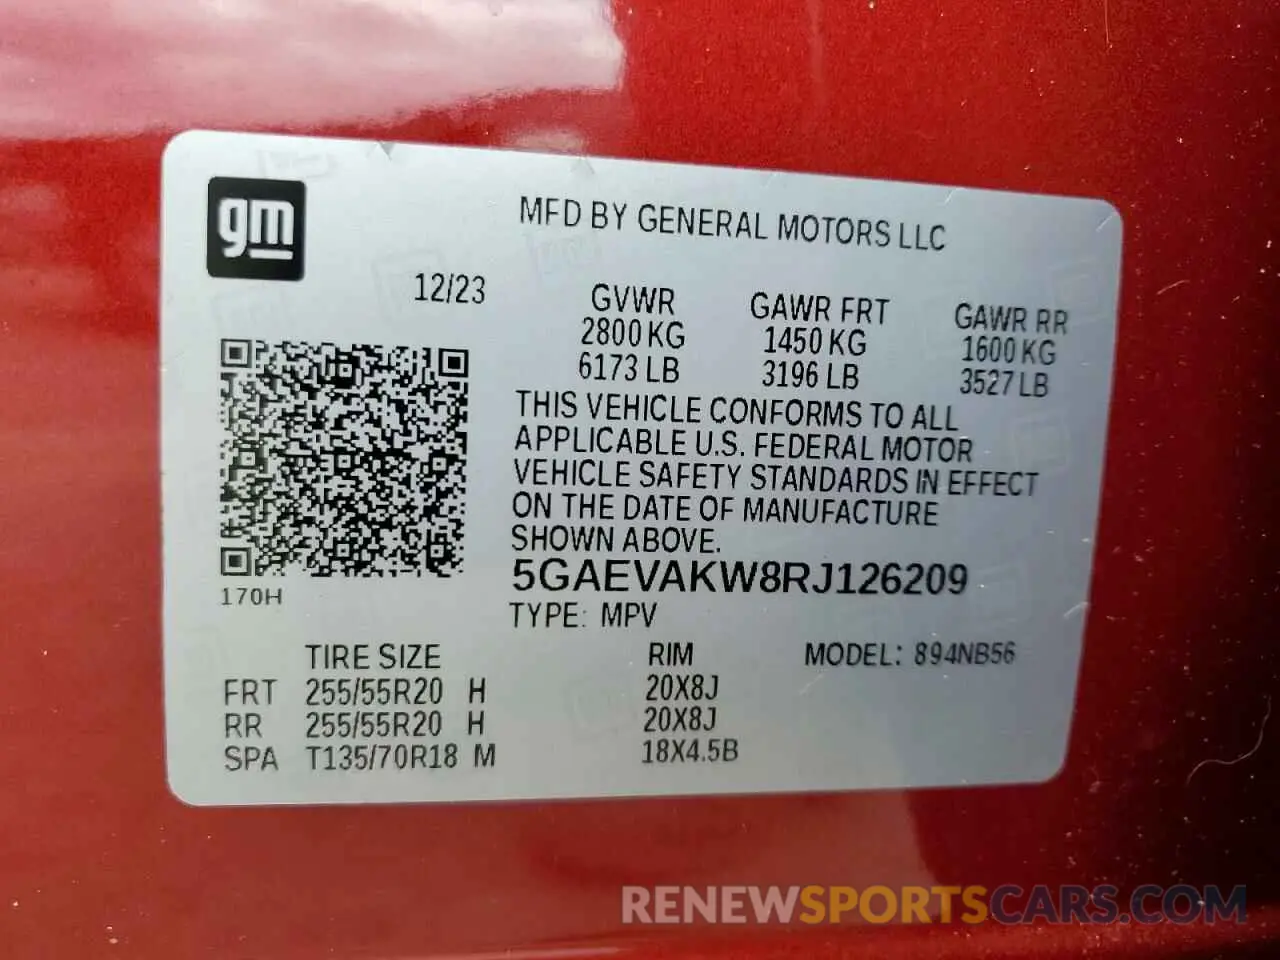 gm
MFD BY GENERAL MOTORS LLC
12/23
GVWR GAWR FRT GAWR RR
2800 KG 1450 KG 1600 KG
6173 LB 3196 LB 3527 LB
THIS VEHICLE CONFORMS TO ALL
APPLICABLE U.S. FEDERAL MOTOR
VEHICLE SAFETY STANDARDS IN EFFECT
ON THE DATE OF MANUFACTURE
SHOWN ABOVE.
5GAEVAKW8RJ126209
170H
TYPE: MPV
TIRE SIZE RIM MODEL: 894NB56
FRT 255/55R20 H 20X8J
RR 255/55R20 H 20X8J
SPA T135/70R18 M 18X4.5B
RENEWSPORTSCARS.COM